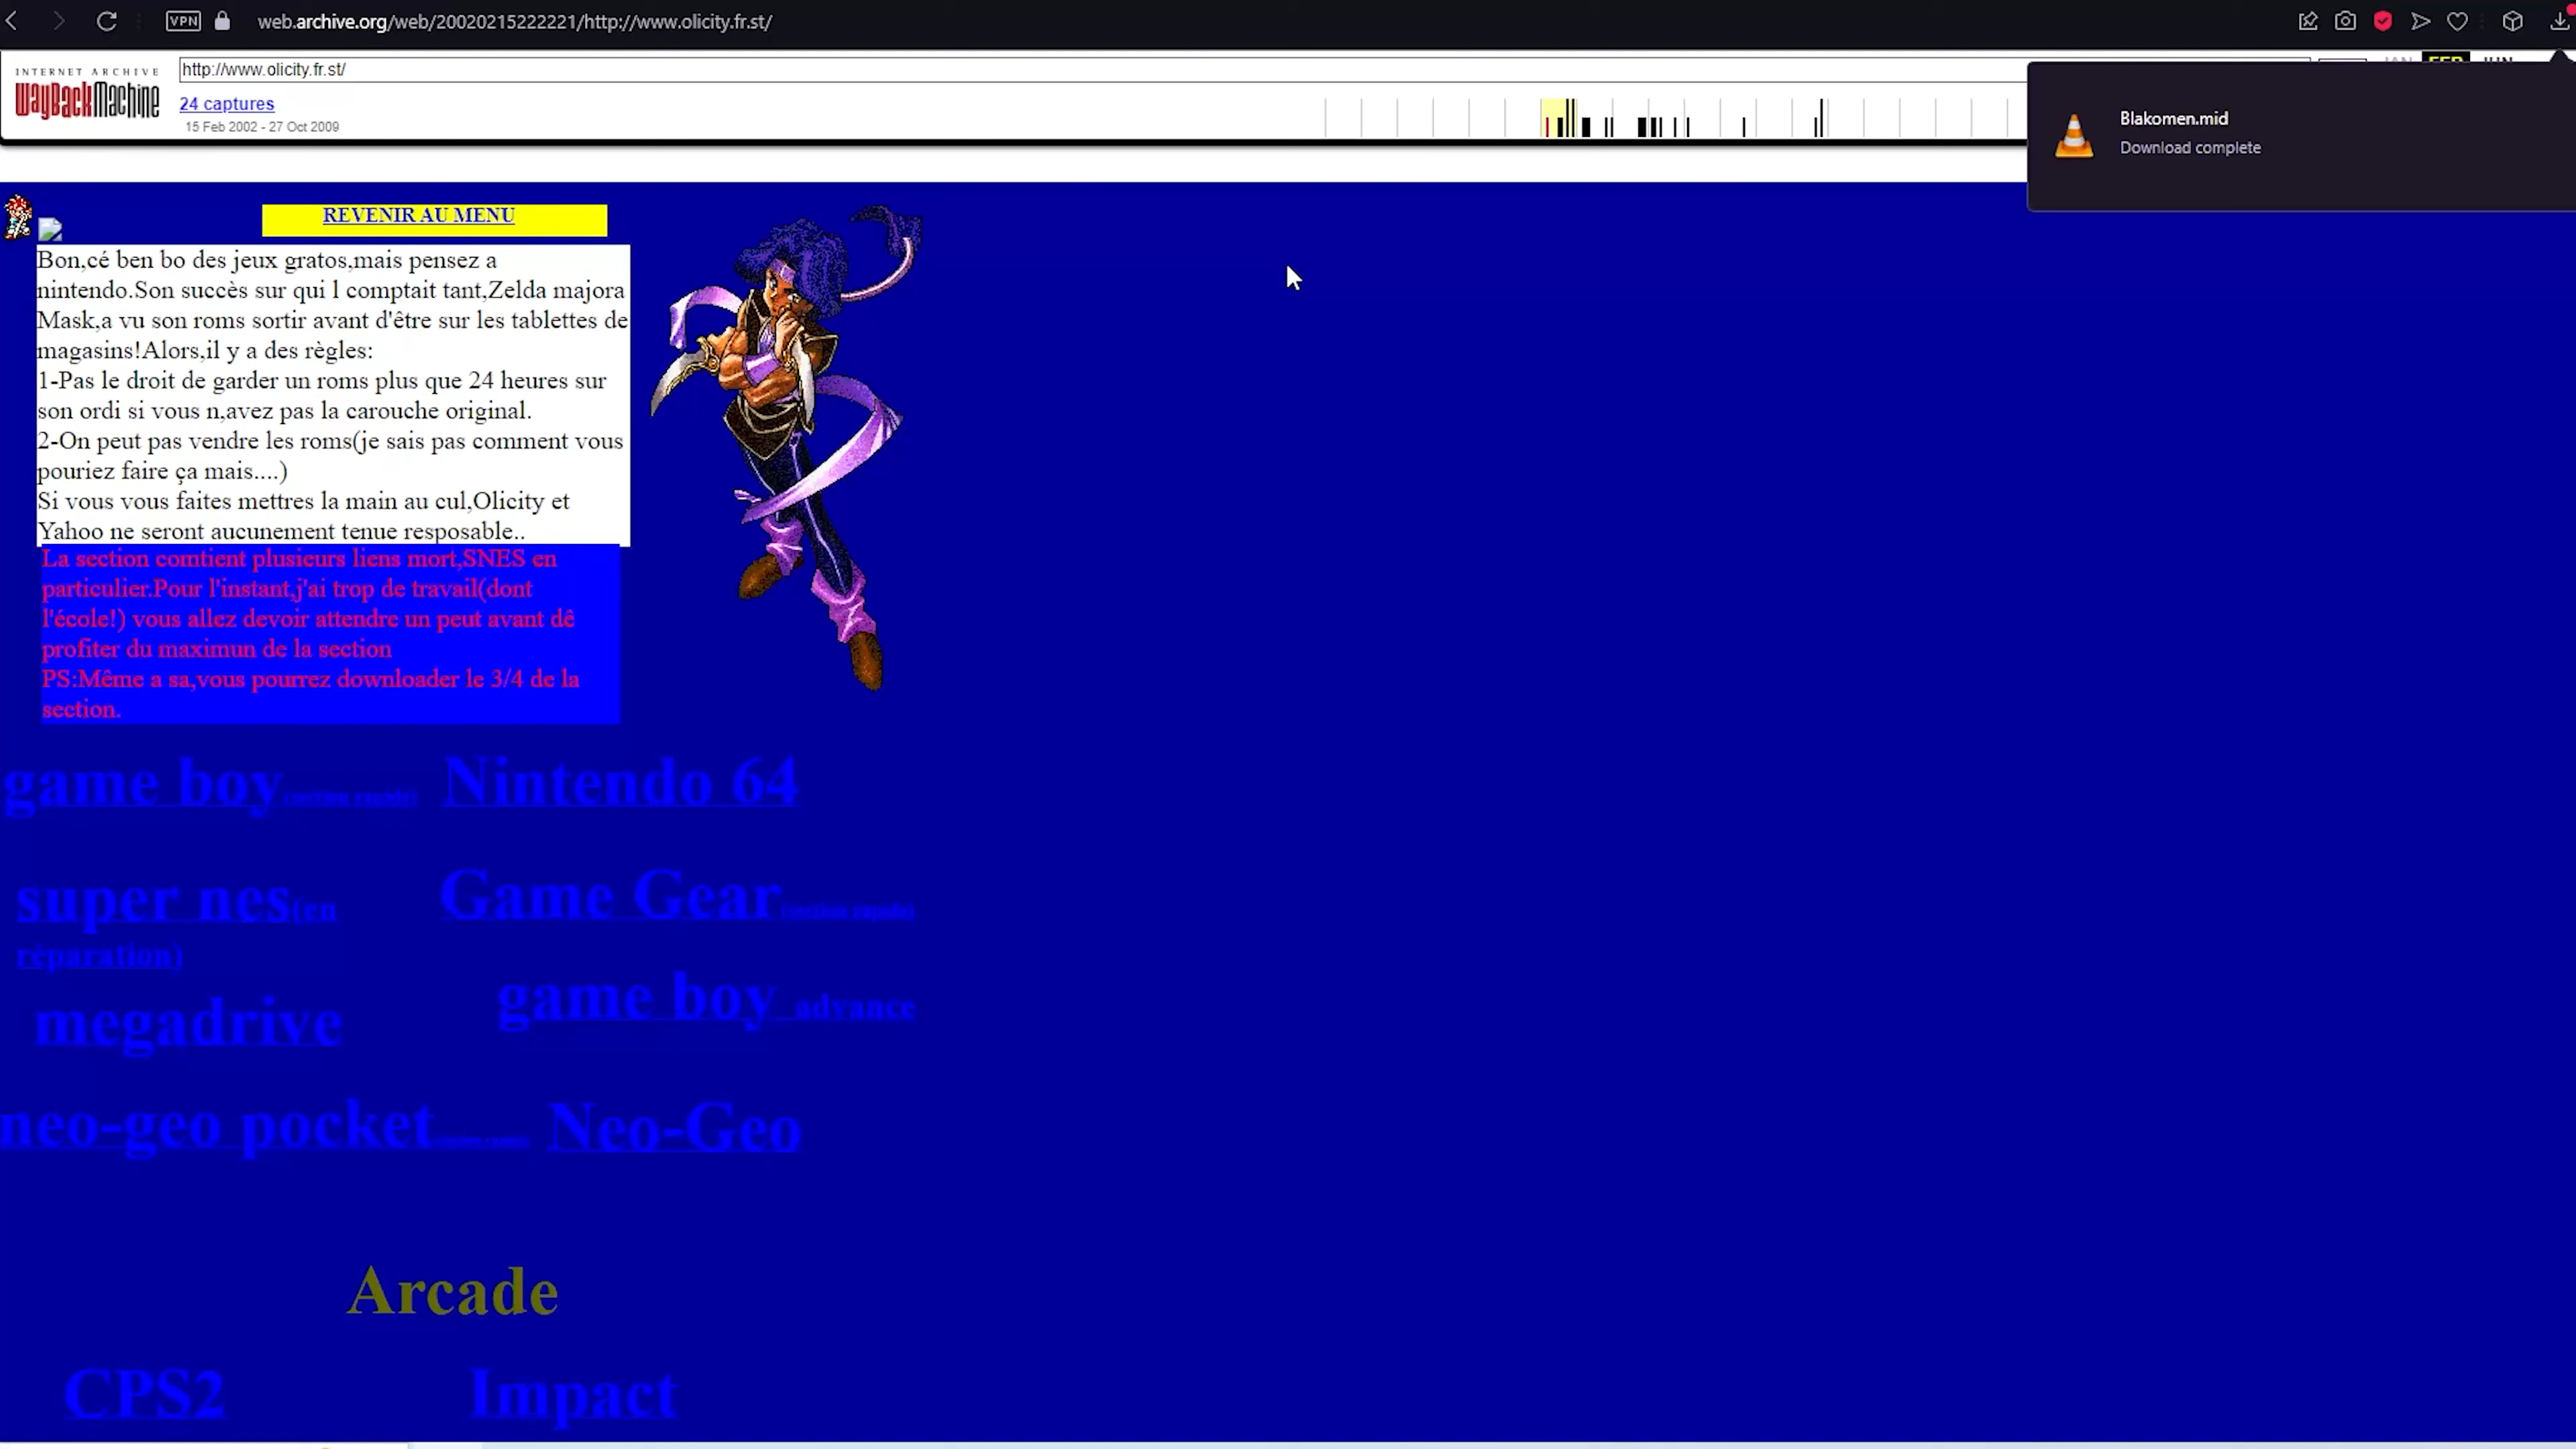 VPN
web.archive.org/web/20020215222221/http://www.olicity.fr.st/
INTERNET ARCHIVE
WayBackMachine
http://www.olicity.fr.st/
24 captures
15 Feb 2002 - 27 Oct 2009
Blakomen.mid
Download complete
REVENIR AU MENU
Bon,cé ben bo des jeux gratos,mais pensez a
nintendo.Son succès sur qui l comptait tant,Zelda majora
Mask,a vu son roms sortir avant d'être sur les tablettes de
magasins!Alors,il y a des règles:
1-Pas le droit de garder un roms plus que 24 heures sur
son ordi si vous n,avez pas la carouche original.
2-On peut pas vendre les roms(je sais pas comment vous
pouriez faire ça mais....)
Si vous vous faites mettres la main au cul,Olicity et
Yahoo ne seront aucunement tenue resposable..
La section comtient plusieurs liens mort,SNES en
particulier.Pour l'instant,j'ai trop de travail(dont
l'école!) vous allez devoir attendre un peut avant dê
profiter du maximun de la section
PS:Même a sa,vous pourrez downloader le 3/4 de la
section.
game boy(section rapide) Nintendo 64
super nes(en
réparation)
Game Gear(section rapide)
megadrive
game boy advance
neo-geo pocket
Neo-Geo
Arcade
CPS2
Impact